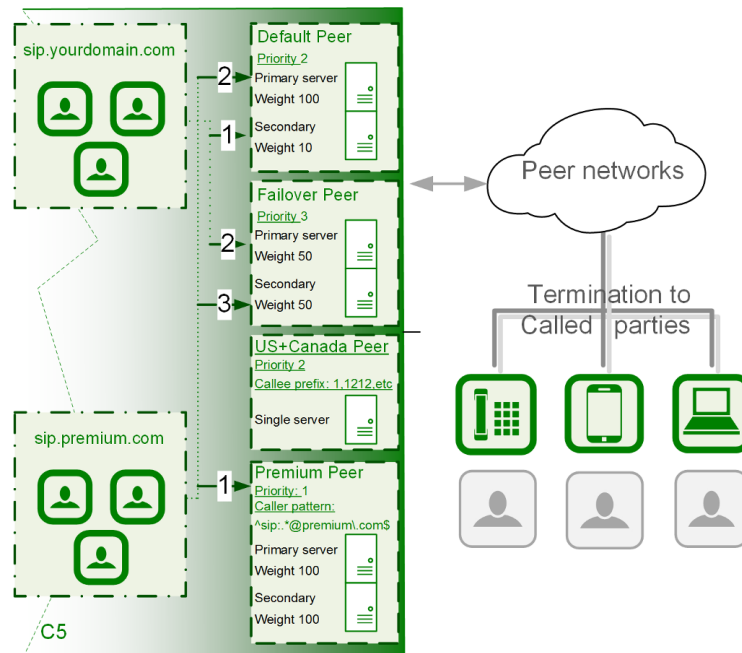 sip.yourdomain.com
2
1
Default Peer
Priority 2
Primary server
Weight 100
Secondary
Weight 10
2
3
Failover Peer
Priority 3
Primary server
Weight 50
Secondary
Weight 50
US+Canada Peer
Priority 2
Callee prefix: 1,1212,etc
Single server
sip.premium.com
1
Premium Peer
Priority: 1
Caller pattern:
^sip:.*@premium\.com$
Primary server
Weight 100
Secondary
Weight 100
C5
Peer networks
Termination to
Called parties